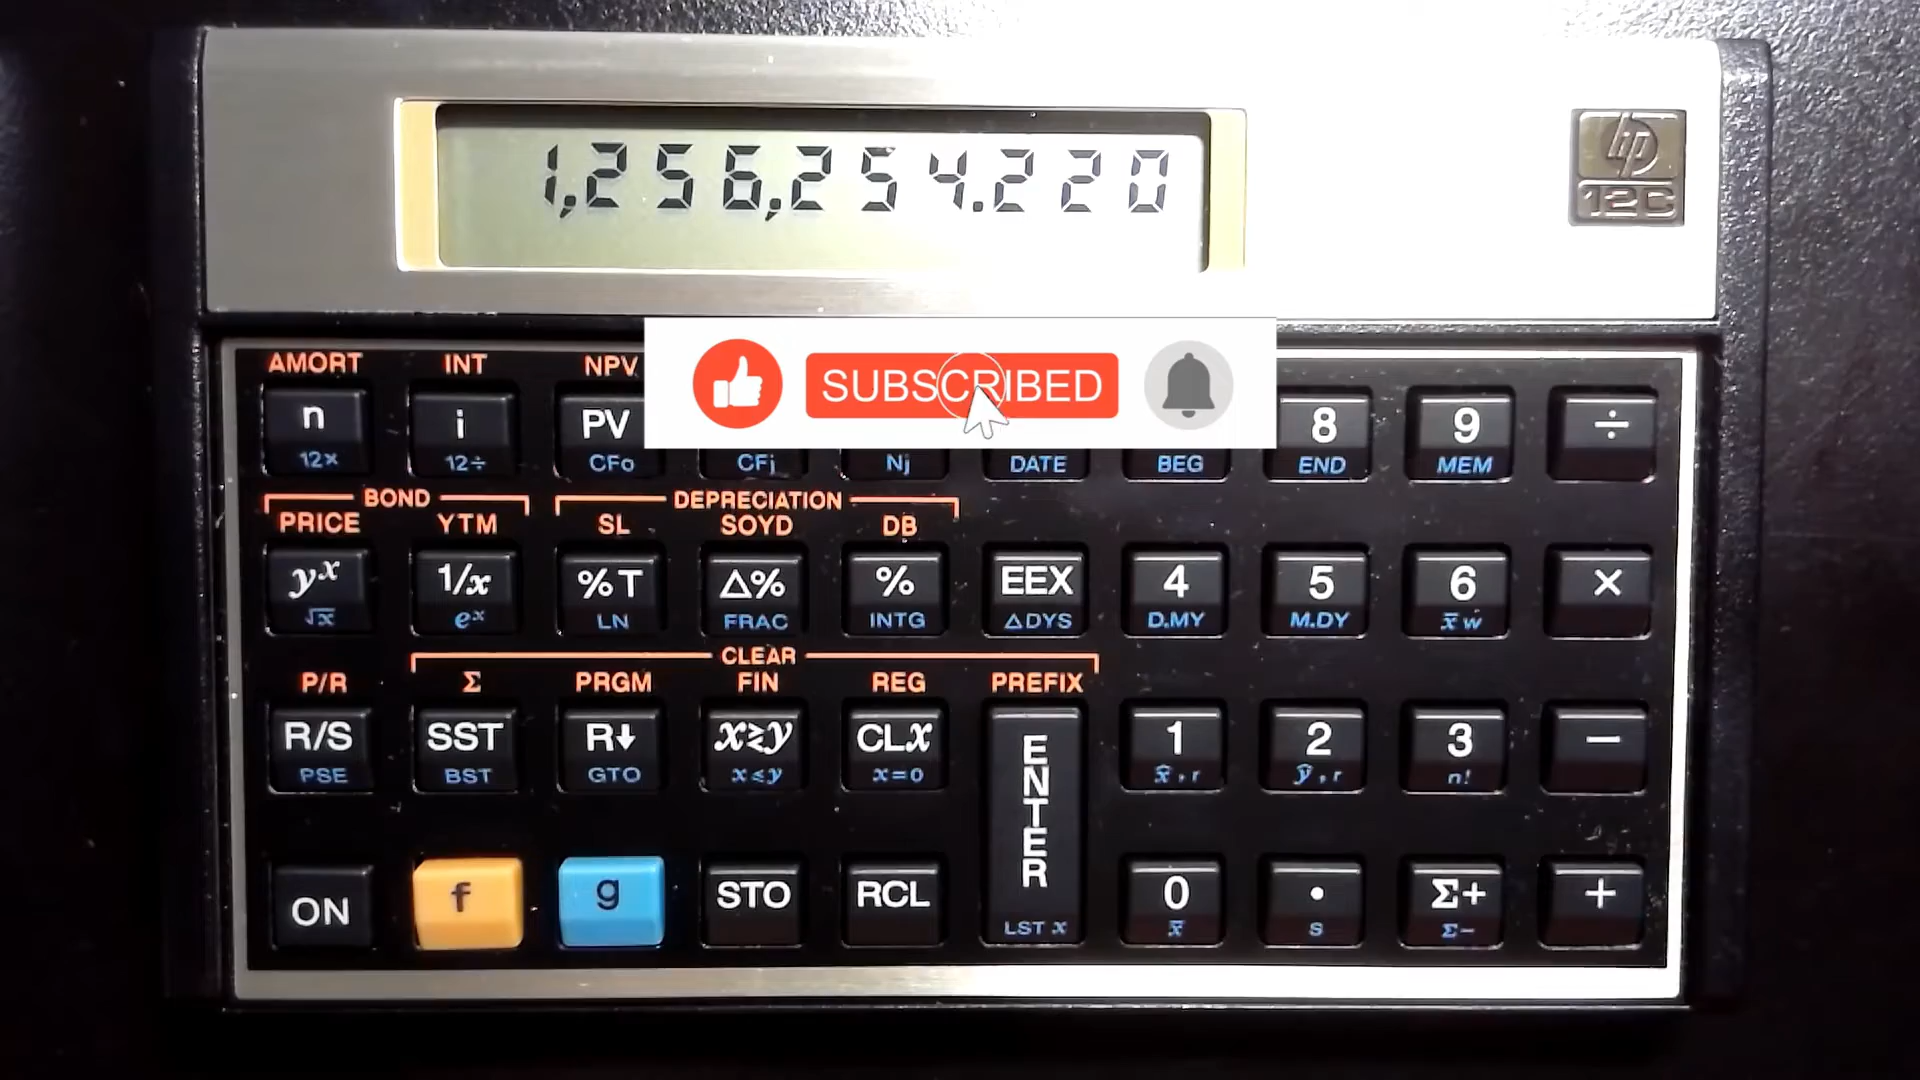 1,256,254.220
hp
12C
SUBSCRIBED
AMORT INT NPV
n i PV 8 9 ÷
12× 12÷ CFo CFj Nj DATE BEG END MEM
BOND DEPRECIATION
PRICE YTM SL SOYD DB
yˣ 1/x %T Δ% % EEX 4 5 6 ×
√x eˣ LN FRAC INTG ΔDYS D.MY M.DY x̄w
CLEAR
P/R Σ PRGM FIN REG PREFIX
R/S SST R↓ x≷y CLx ENTER 1 2 3 −
PSE BST GTO x≤y x=0 x̂,r ŷ,r n!
ON f g STO RCL 0 • Σ+ +
LST x x̄ s Σ−